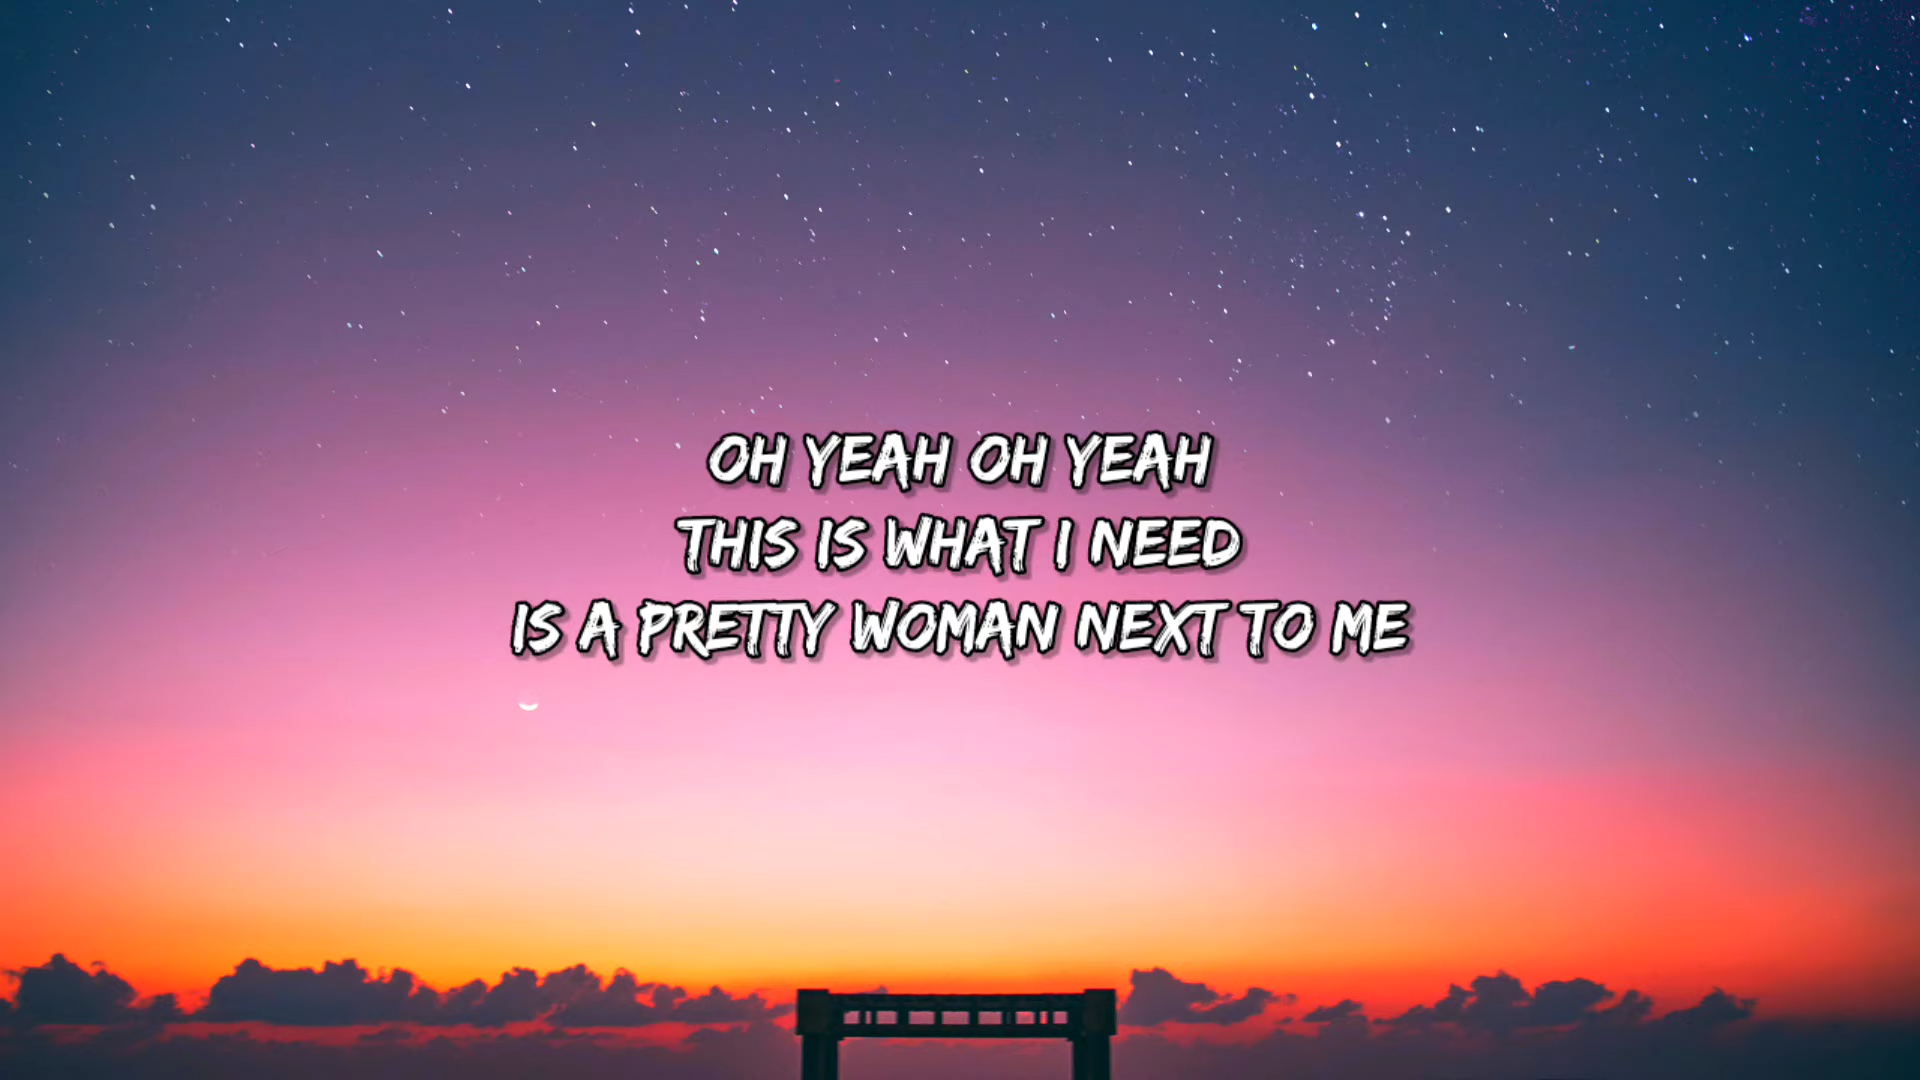 OH YEAH OH YEAH
THIS IS WHAT I NEED
IS A PRETTY WOMAN NEXT TO ME